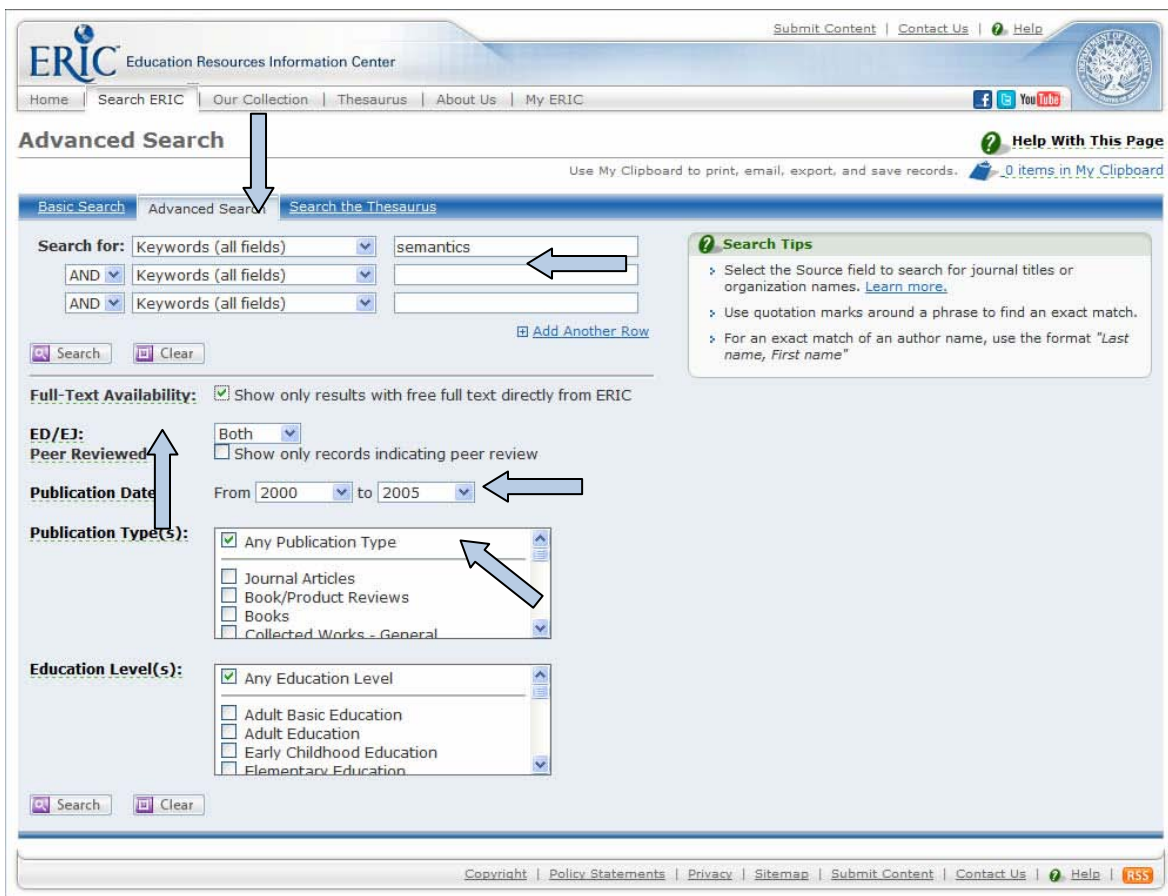 Submit Content | Contact Us | Help
ERIC Education Resources Information Center
Home | Search ERIC | Our Collection | Thesaurus | About Us | My ERIC
You Tube
Advanced Search
Help With This Page
Use My Clipboard to print, email, export, and save records. 0 items in My Clipboard
Basic Search Advanced Search Search the Thesaurus
Search for: Keywords (all fields) semantics
AND Keywords (all fields)
AND Keywords (all fields)
Add Another Row
Search Clear
Search Tips
Select the Source field to search for journal titles or
organization names. Learn more.
Use quotation marks around a phrase to find an exact match.
For an exact match of an author name, use the format "Last
name, First name"
Full-Text Availability: Show only results with free full text directly from ERIC
ED/EJ: Both
Peer Reviewed Show only records indicating peer review
Publication Date From 2000 to 2005
Publication Type(s): Any Publication Type
Journal Articles
Book/Product Reviews
Books
Collected Works - General
Education Level(s): Any Education Level
Adult Basic Education
Adult Education
Early Childhood Education
Elementary Education
Search Clear
Copyright | Policy Statements | Privacy | Sitemap | Submit Content | Contact Us | Help | RSS